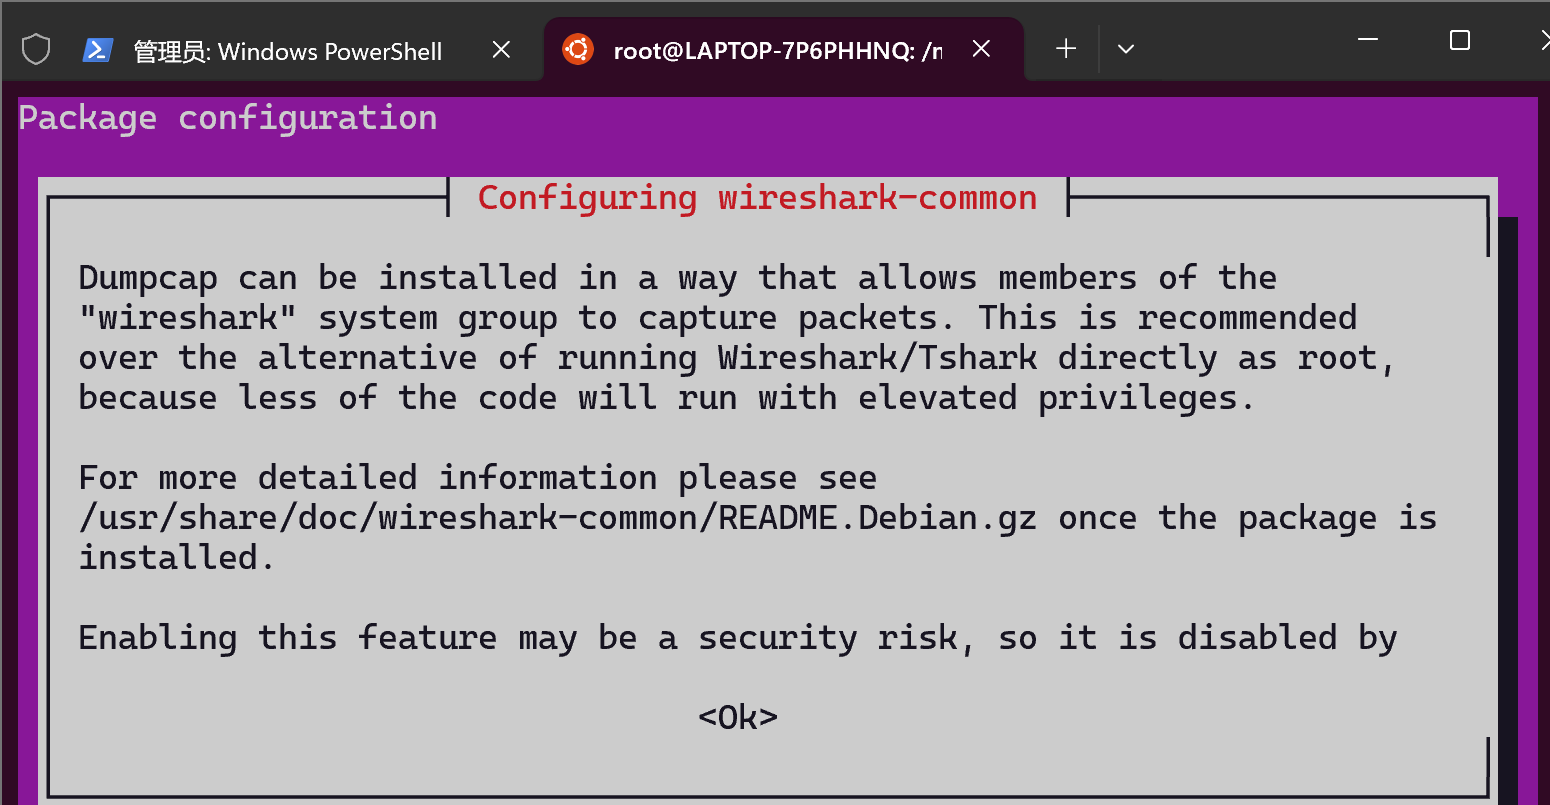 管理员: Windows PowerShell
root@LAPTOP-7P6PHHNQ: /n
Package configuration
Configuring wireshark-common
Dumpcap can be installed in a way that allows members of the
"wireshark" system group to capture packets. This is recommended
over the alternative of running Wireshark/Tshark directly as root,
because less of the code will run with elevated privileges.
For more detailed information please see
/usr/share/doc/wireshark-common/README.Debian.gz once the package is
installed.
Enabling this feature may be a security risk, so it is disabled by
<Ok>